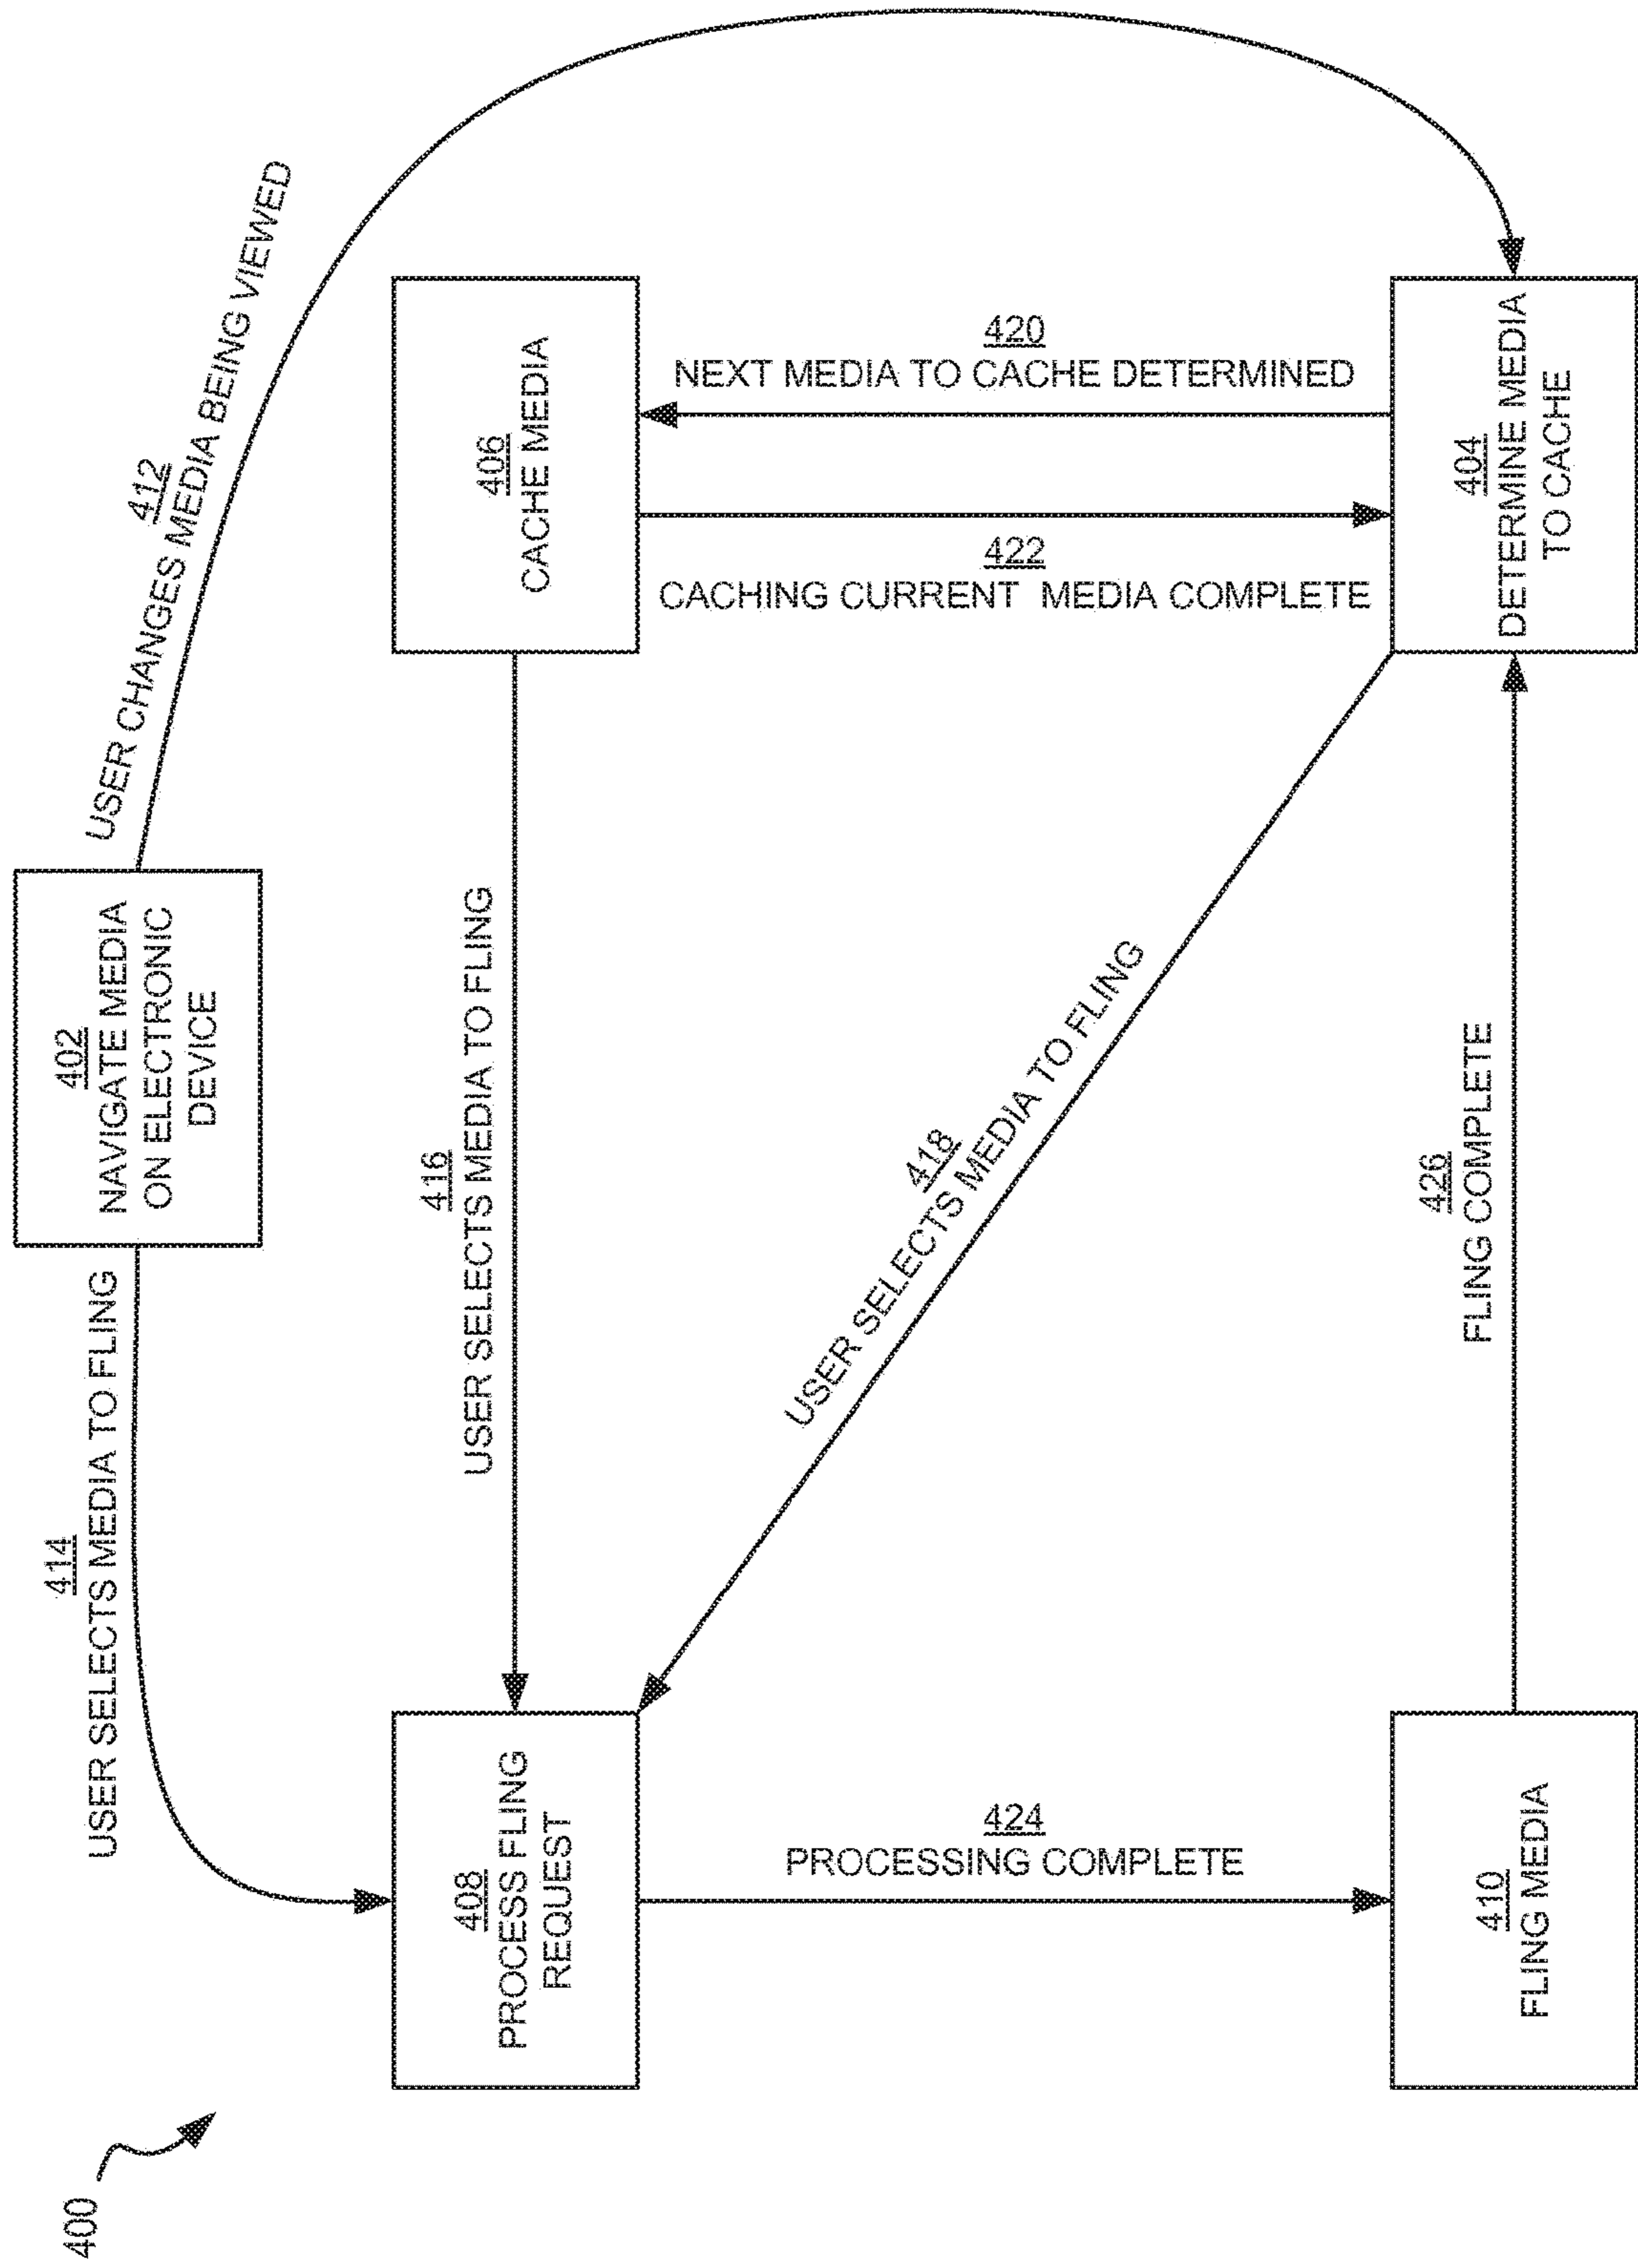 400
402
NAVIGATE MEDIA
ON ELECTRONIC
DEVICE
412
USER CHANGES MEDIA BEING VIEWED
414
USER SELECTS MEDIA TO FLING
408
PROCESS FLING
REQUEST
416
USER SELECTS MEDIA TO FLING
406
CACHE MEDIA
418
USER SELECTS MEDIA TO FLING
420
NEXT MEDIA TO CACHE DETERMINED
422
CACHING CURRENT MEDIA COMPLETE
424
PROCESSING COMPLETE
410
FLING MEDIA
426
FLING COMPLETE
404
DETERMINE MEDIA
TO CACHE